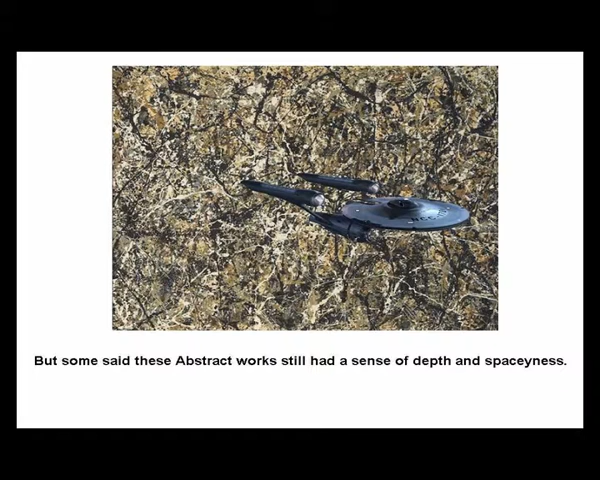 But some said these Abstract works still had a sense of depth and spaceyness.